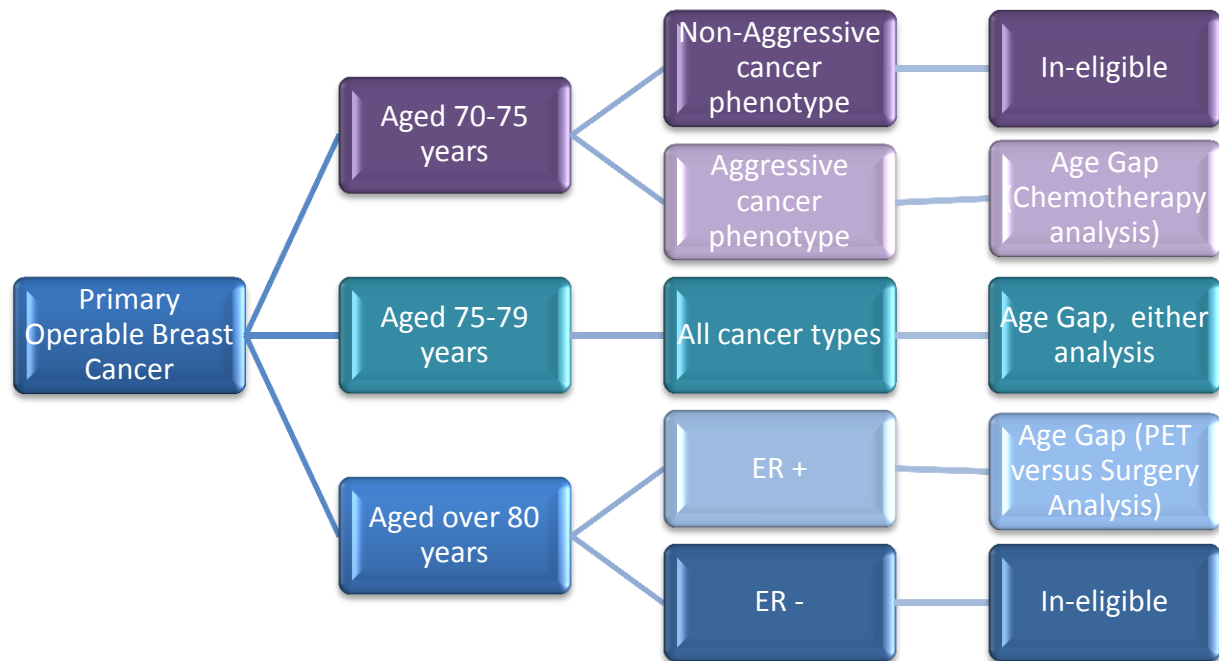 Primary
Operable Breast
Cancer
Aged 70-75
years
Non-Aggressive
cancer
phenotype
In-eligible
Aggressive
cancer
phenotype
Age Gap
(Chemotherapy
analysis)
Aged 75-79
years
All cancer types
Age Gap, either
analysis
Aged over 80
years
ER +
Age Gap (PET
versus Surgery
Analysis)
ER -
In-eligible